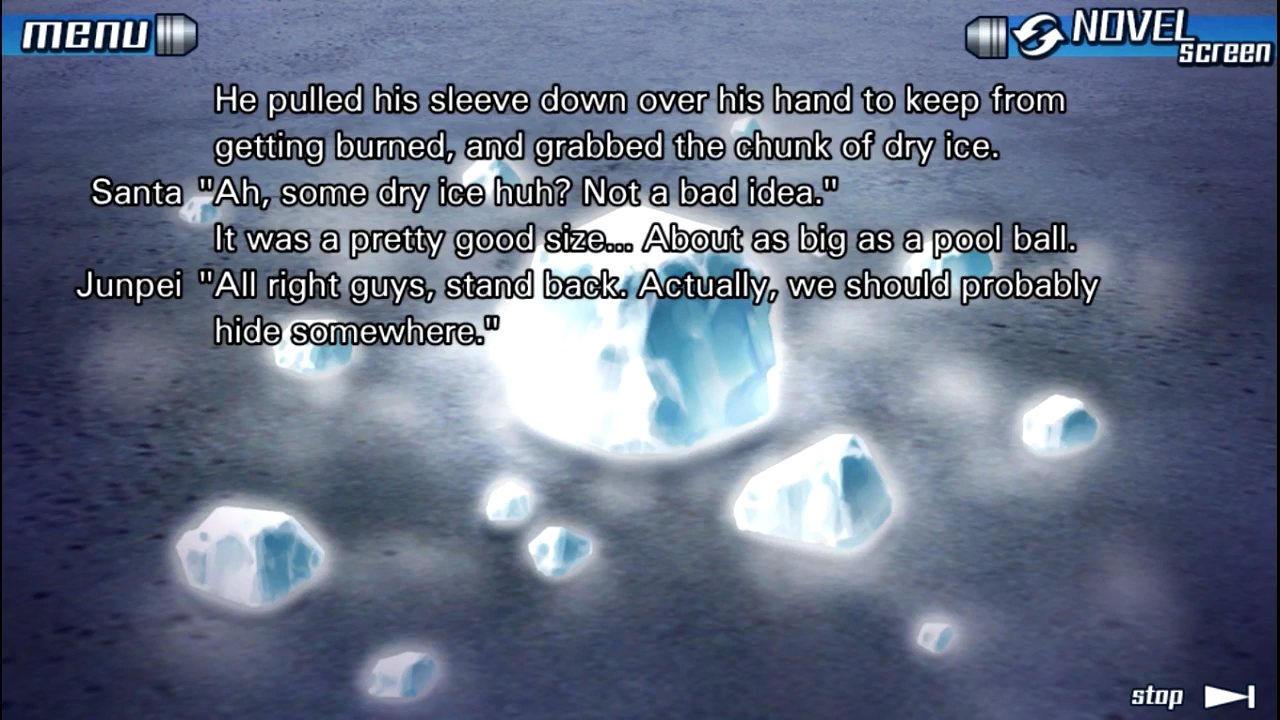 menu
NOVEL
screen
He pulled his sleeve down over his hand to keep from
getting burned, and grabbed the chunk of dry ice.
Santa "Ah, some dry ice huh? Not a bad idea."
It was a pretty good size... About as big as a pool ball.
Junpei "All right guys, stand back. Actually, we should probably
hide somewhere."
stop